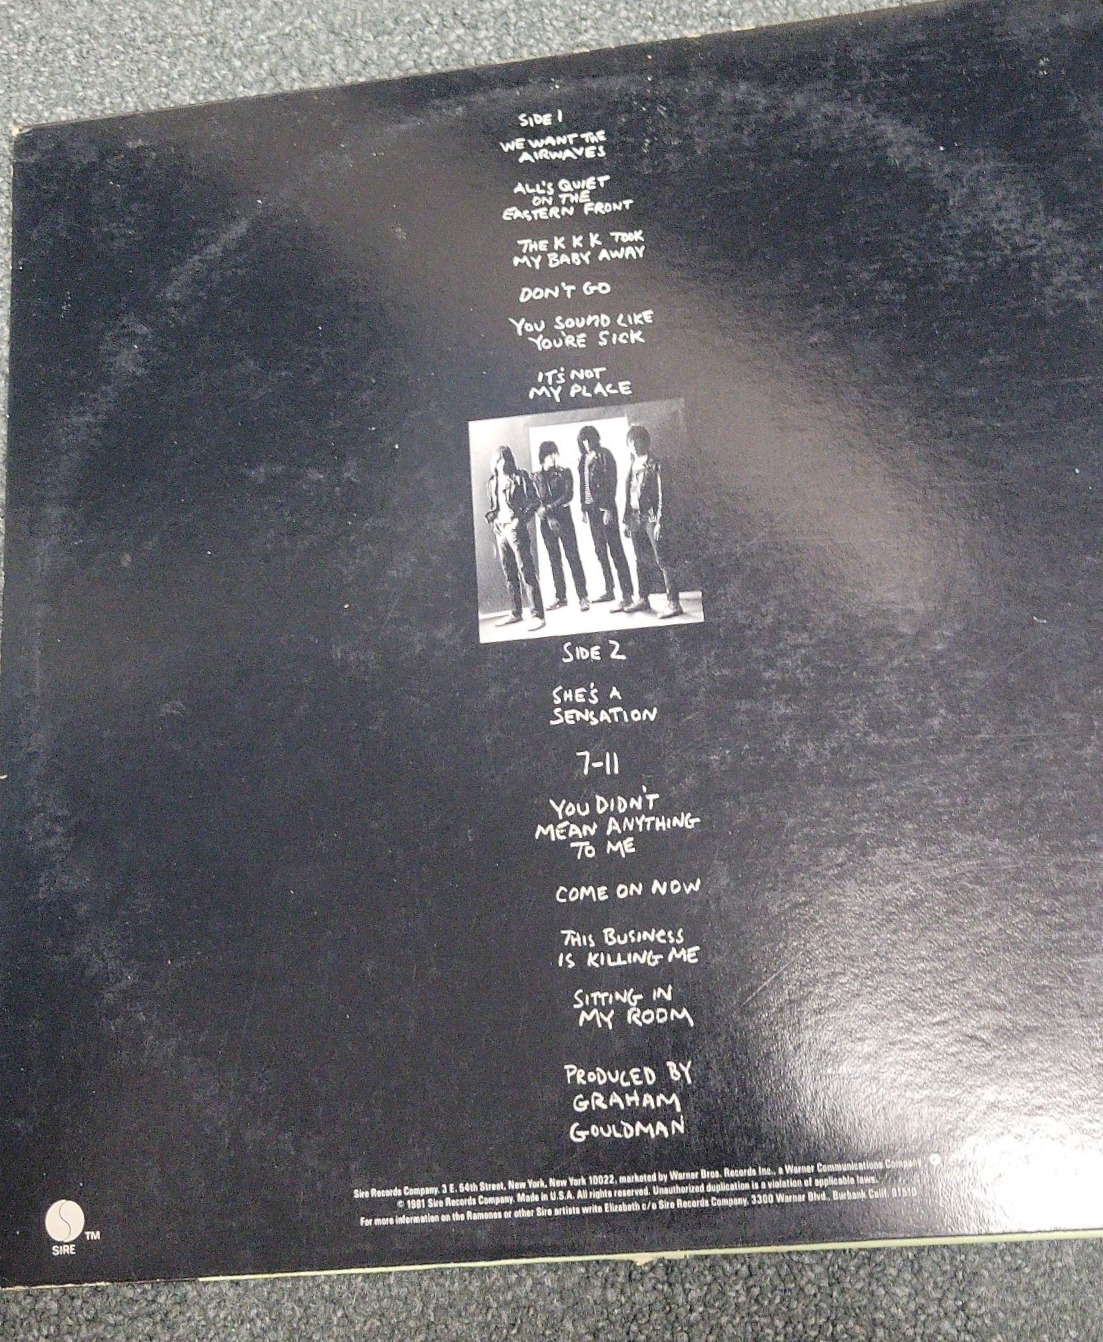 SIDE 1
WE WANT THE
AIRWAVES
ALL'S QUIET
ON THE
EASTERN FRONT
THE K K K TOOK
MY BABY AWAY
DON'T GO
YOU SOUND LIKE
YOU'RE SICK
IT'S NOT
MY PLACE
SIDE 2
SHE'S A
SENSATION
7-11
YOU DIDN'T
MEAN ANYTHING
TO ME
COME ON NOW
THIS BUSINESS
IS KILLING ME
SITTING IN
MY ROOM
PRODUCED BY
GRAHAM
GOULDMAN
Sire Records Company. 3 E. 54th Street, New York, New York 10022, marketed by Warner Bros. Records Inc., a Warner Communications Company
© 1981 Sire Records Company. Made in U.S.A. All rights reserved. Unauthorized duplication is a violation of applicable laws.
For more information on the Ramones or other Sire artists write Elizabeth c/o Sire Records Company, 3300 Warner Blvd., Burbank Calif. 91510
TM
SIRE